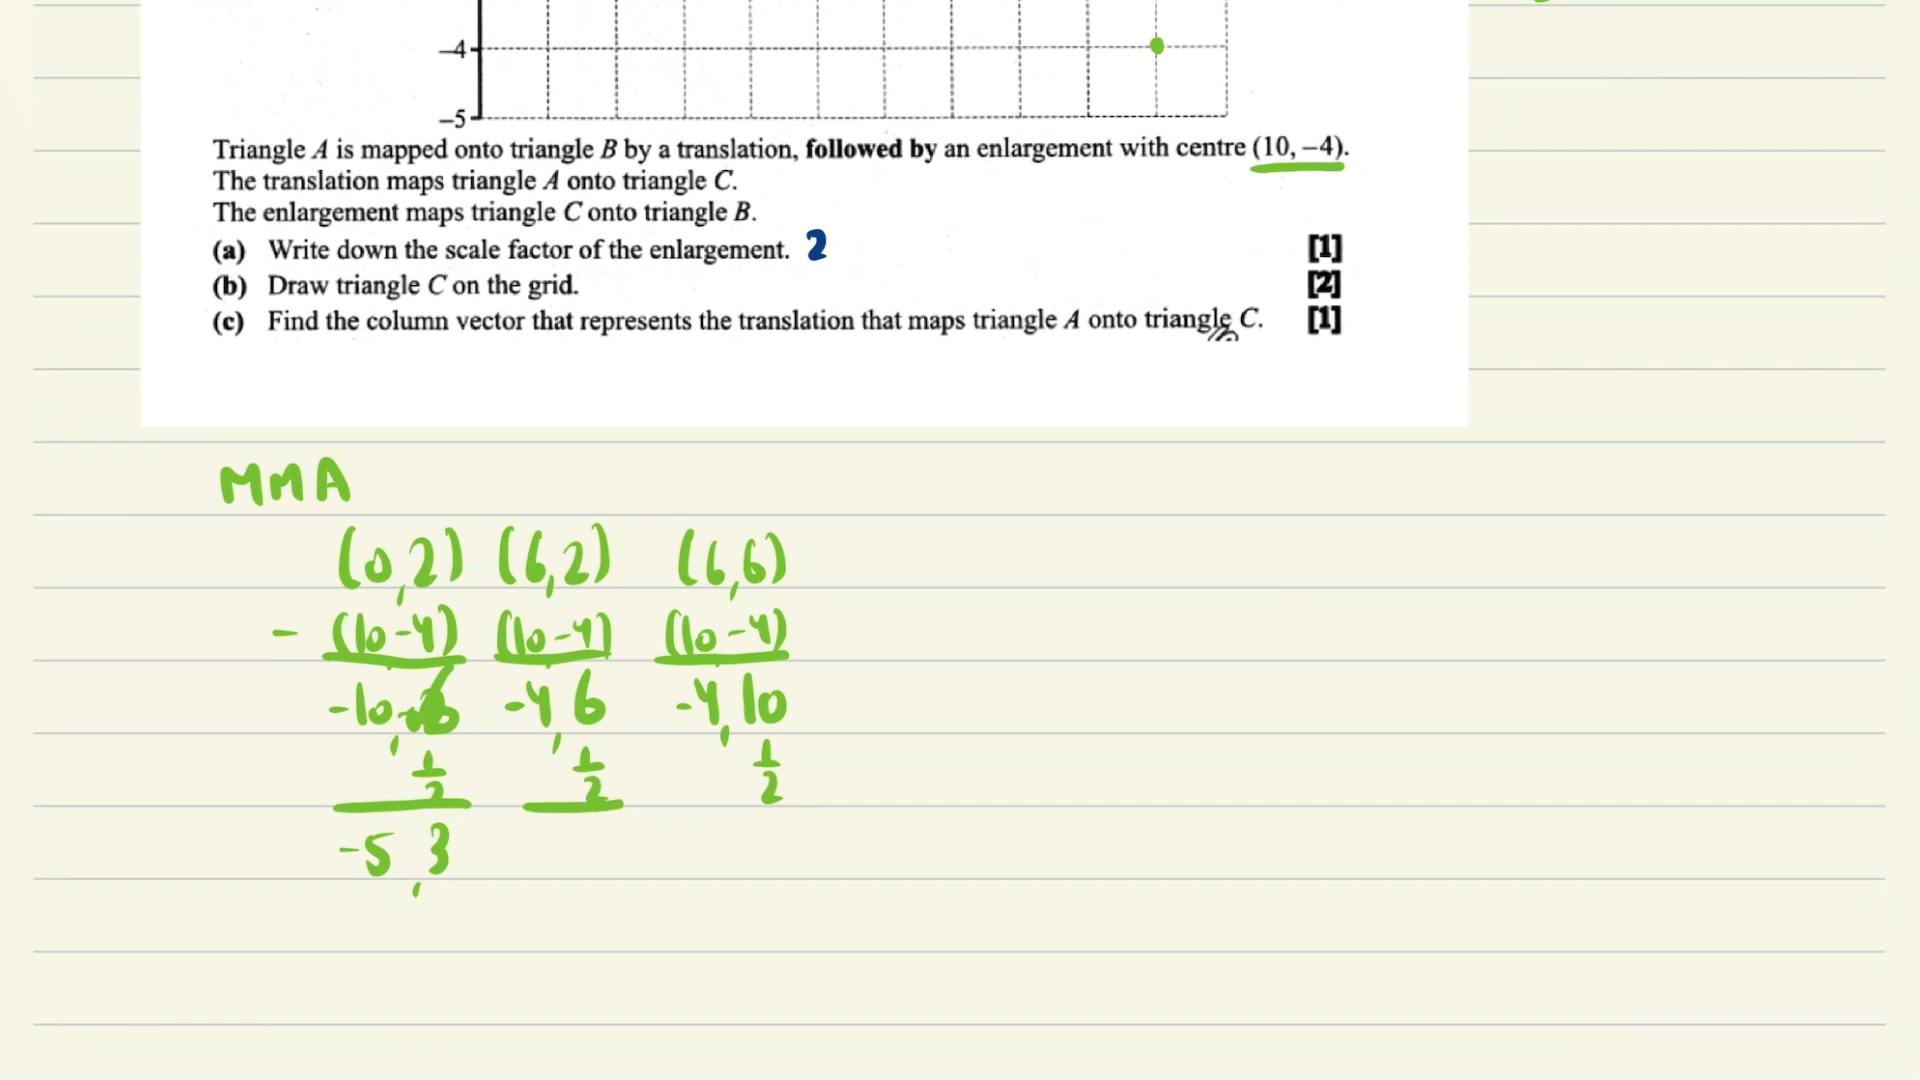 -4
-5
Triangle A is mapped onto triangle B by a translation, followed by an enlargement with centre (10, –4).
The translation maps triangle A onto triangle C.
The enlargement maps triangle C onto triangle B.
(a) Write down the scale factor of the enlargement. 2 [1]
(b) Draw triangle C on the grid. [2]
(c) Find the column vector that represents the translation that maps triangle A onto triangle C. [1]
MMA
(0,2) (6,2) (6,6)
- (10 -4) (10 -4) (10 -4)
-10, 6 -4, 6 -4, 10
1/2 1/2 1/2
-5, 3